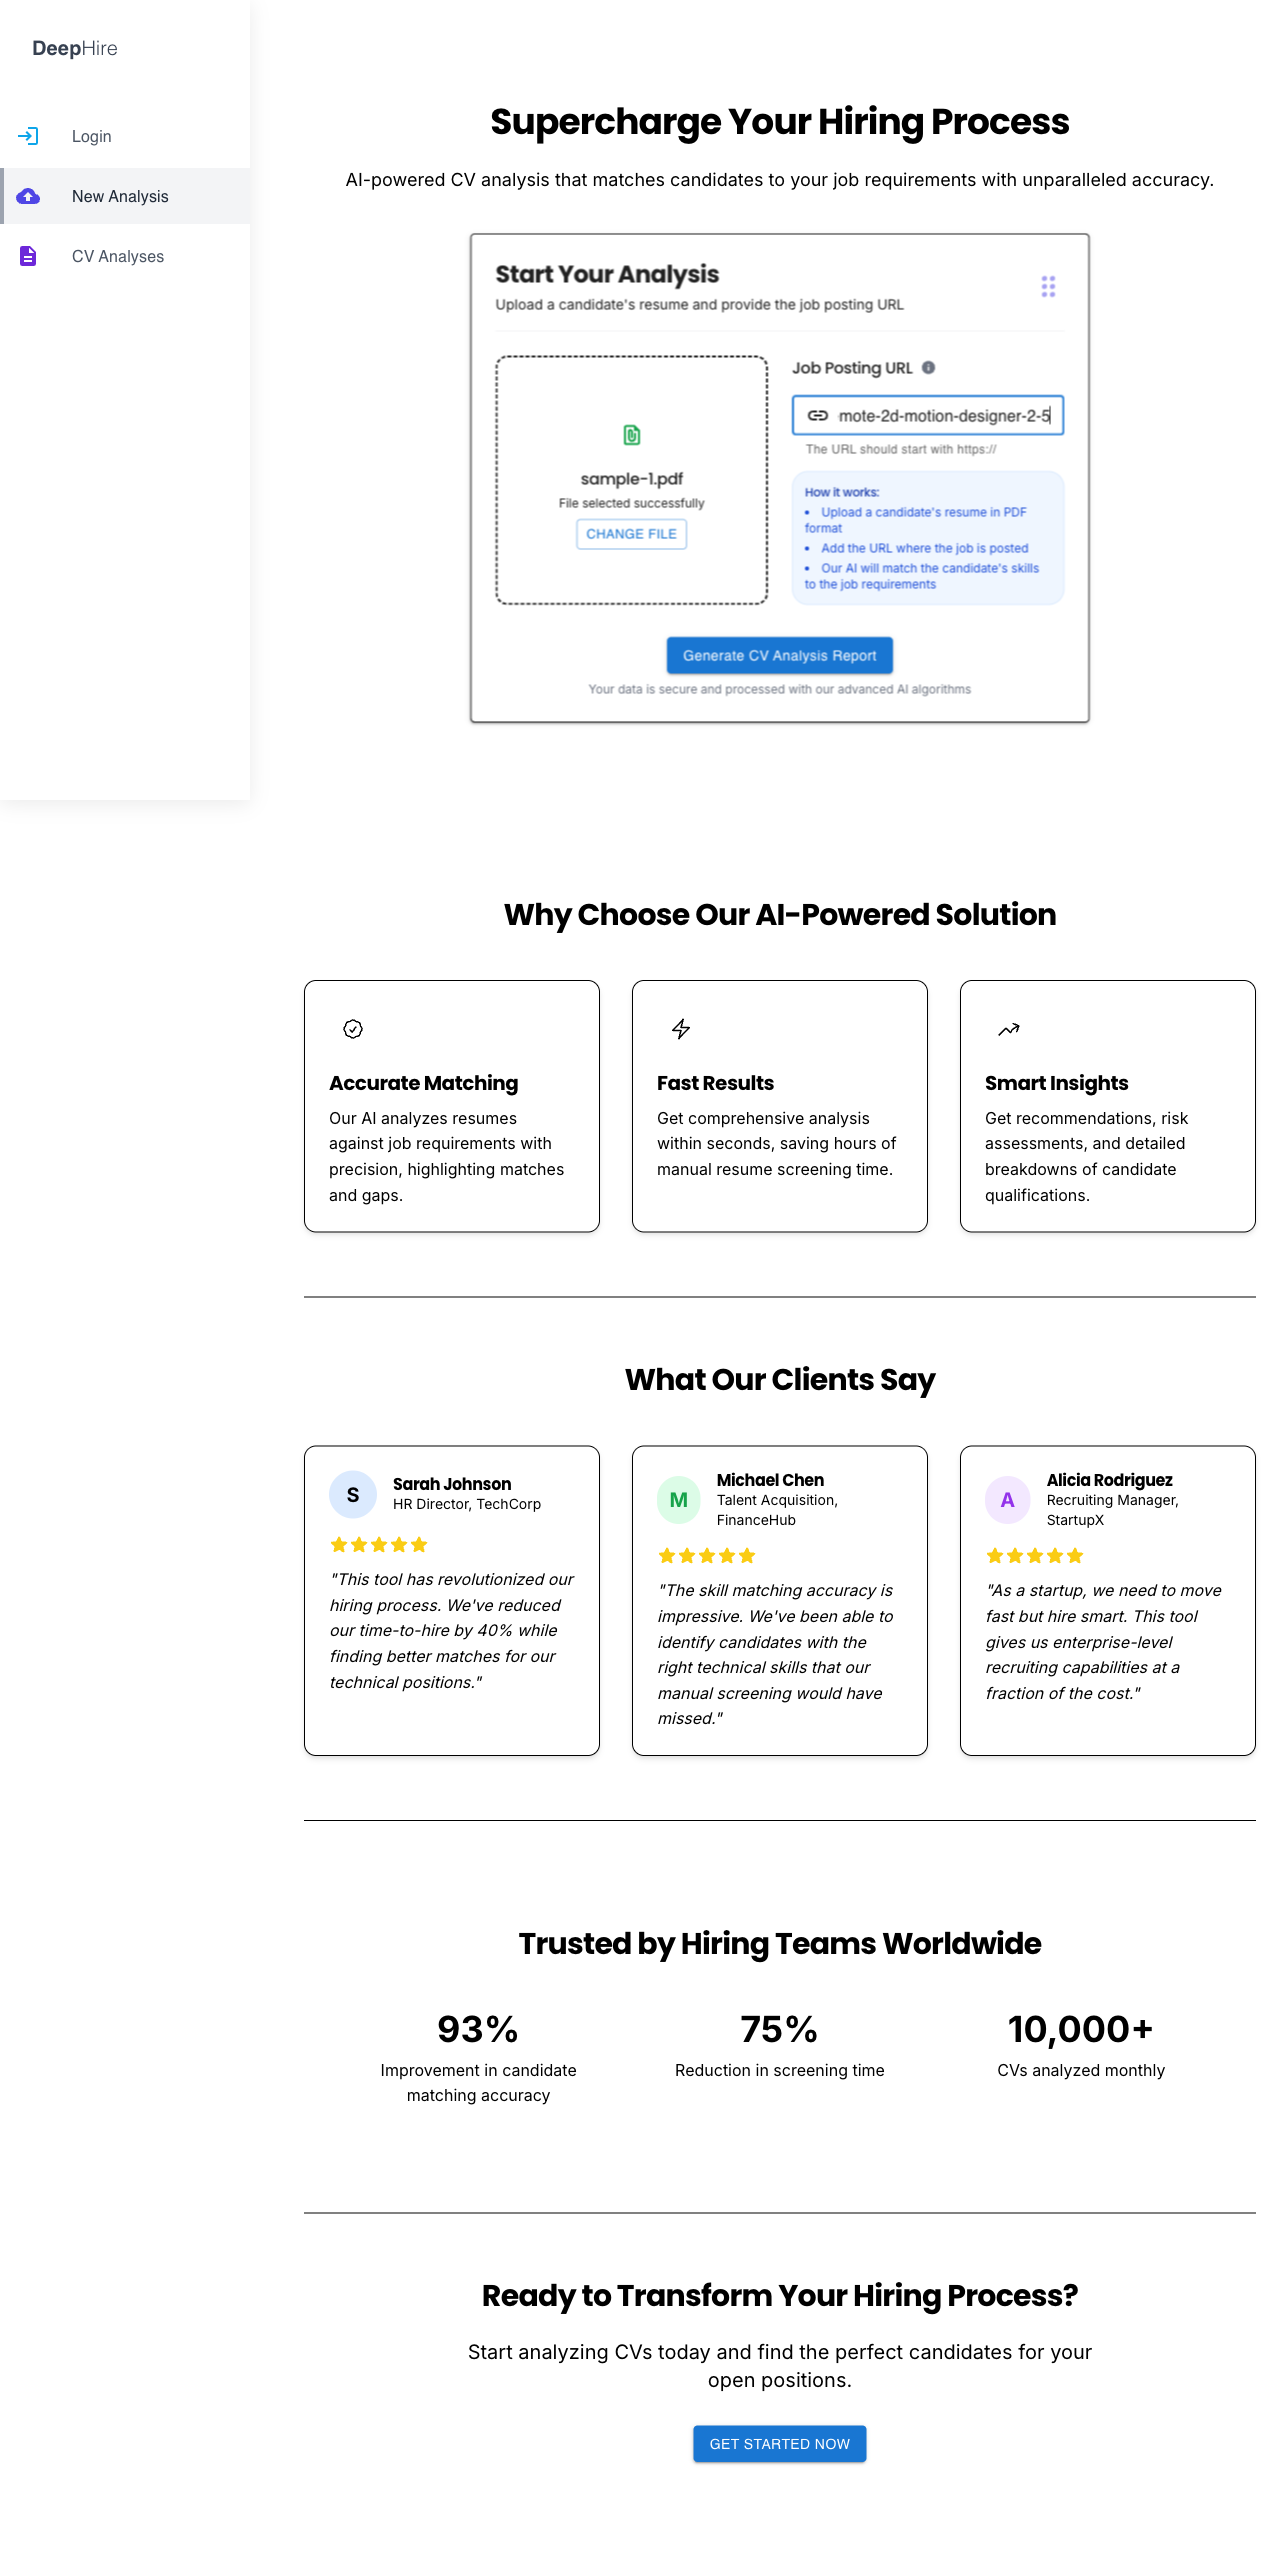 DeepHire
Login
New Analysis
CV Analyses
Supercharge Your Hiring Process
AI-powered CV analysis that matches candidates to your job requirements with unparalleled accuracy.
Start Your Analysis
Upload a candidate's resume and provide the job posting URL
sample-1.pdf
File selected successfully
CHANGE FILE
Job Posting URL
mote-2d-motion-designer-2-5
The URL should start with https://
How it works:
• Upload a candidate's resume in PDF
format
• Add the URL where the job is posted
• Our AI will match the candidate's skills
to the job requirements
Generate CV Analysis Report
Your data is secure and processed with our advanced AI algorithms
Why Choose Our AI-Powered Solution
Accurate Matching
Our AI analyzes resumes
against job requirements with
precision, highlighting matches
and gaps.
Fast Results
Get comprehensive analysis
within seconds, saving hours of
manual resume screening time.
Smart Insights
Get recommendations, risk
assessments, and detailed
breakdowns of candidate
qualifications.
What Our Clients Say
S
Sarah Johnson
HR Director, TechCorp
"This tool has revolutionized our
hiring process. We've reduced
our time-to-hire by 40% while
finding better matches for our
technical positions."
M
Michael Chen
Talent Acquisition,
FinanceHub
"The skill matching accuracy is
impressive. We've been able to
identify candidates with the
right technical skills that our
manual screening would have
missed."
A
Alicia Rodriguez
Recruiting Manager,
StartupX
"As a startup, we need to move
fast but hire smart. This tool
gives us enterprise-level
recruiting capabilities at a
fraction of the cost."
Trusted by Hiring Teams Worldwide
93%
Improvement in candidate
matching accuracy
75%
Reduction in screening time
10,000+
CVs analyzed monthly
Ready to Transform Your Hiring Process?
Start analyzing CVs today and find the perfect candidates for your
open positions.
GET STARTED NOW